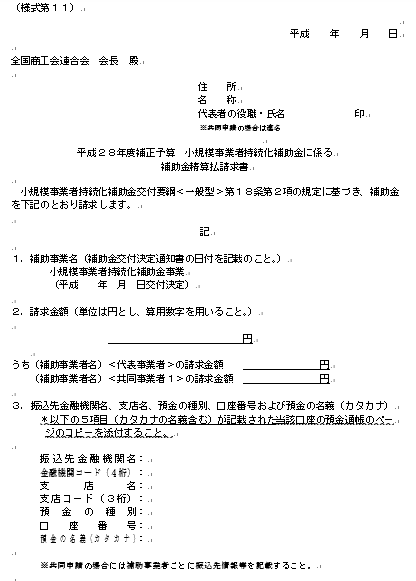 （様式第１１）
平成　　年　　月　　日
全国商工会連合会　会長　殿
住　　所
名　　称
代表者の役職・氏名　　　　　　印
※共同申請の場合は連名
平成２８年度補正予算　小規模事業者持続化補助金に係る
補助金精算払請求書
小規模事業者持続化補助金交付要綱＜一般型＞第１８条第２項の規定に基づき、補助金
を下記のとおり請求します。
記
１．補助事業名（補助金交付決定通知書の日付を記載のこと。）
小規模事業者持続化補助金事業
（平成　　年　月　日交付決定）
２．請求金額（単位は円とし、算用数字を用いること。）
円
うち（補助事業者名）＜代表事業者＞の請求金額　　　　　　　　円
（補助事業者名）＜共同事業者１＞の請求金額　　　　　　　　円
３．振込先金融機関名、支店名、預金の種別、口座番号および預金の名義（カタカナ）
＊以下の５項目（カタカナの名義含む）が記載された当該口座の預金通帳のペー
ジのコピーを添付すること。
振込先金融機関名：
金融機関コード（４桁）：
支　　店　　名：
支店コード（３桁）：
預　金　の　種　別：
口　座　番　号：
預金の名義（カタカナ）：
※共同申請の場合には補助事業者ごとに振込先情報等を記載すること。